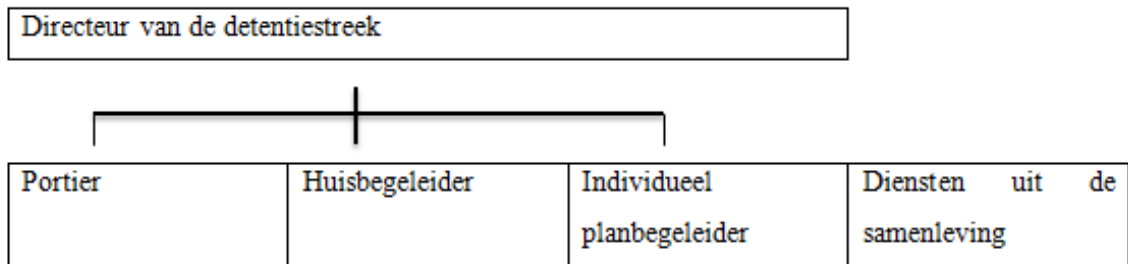 Directeur van de detentiestreek
Portier
Huisbegeleider
Individueel
planbegeleider
Diensten uit de
samenleving